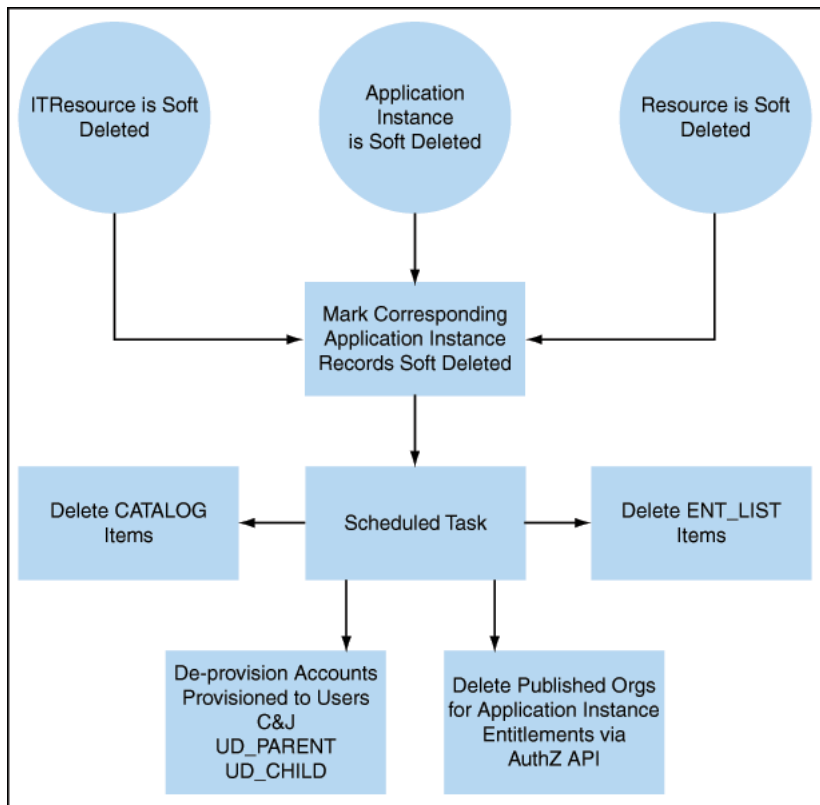 ITResource is Soft
Deleted
Application
Instance
is Soft Deleted
Resource is Soft
Deleted
Mark Corresponding
Application Instance
Records Soft Deleted
Delete CATALOG
Items
Scheduled Task
Delete ENT_LIST
Items
De-provision Accounts
Provisioned to Users
C&J
UD_PARENT
UD_CHILD
Delete Published Orgs
for Application Instance
Entitlements via
AuthZ API